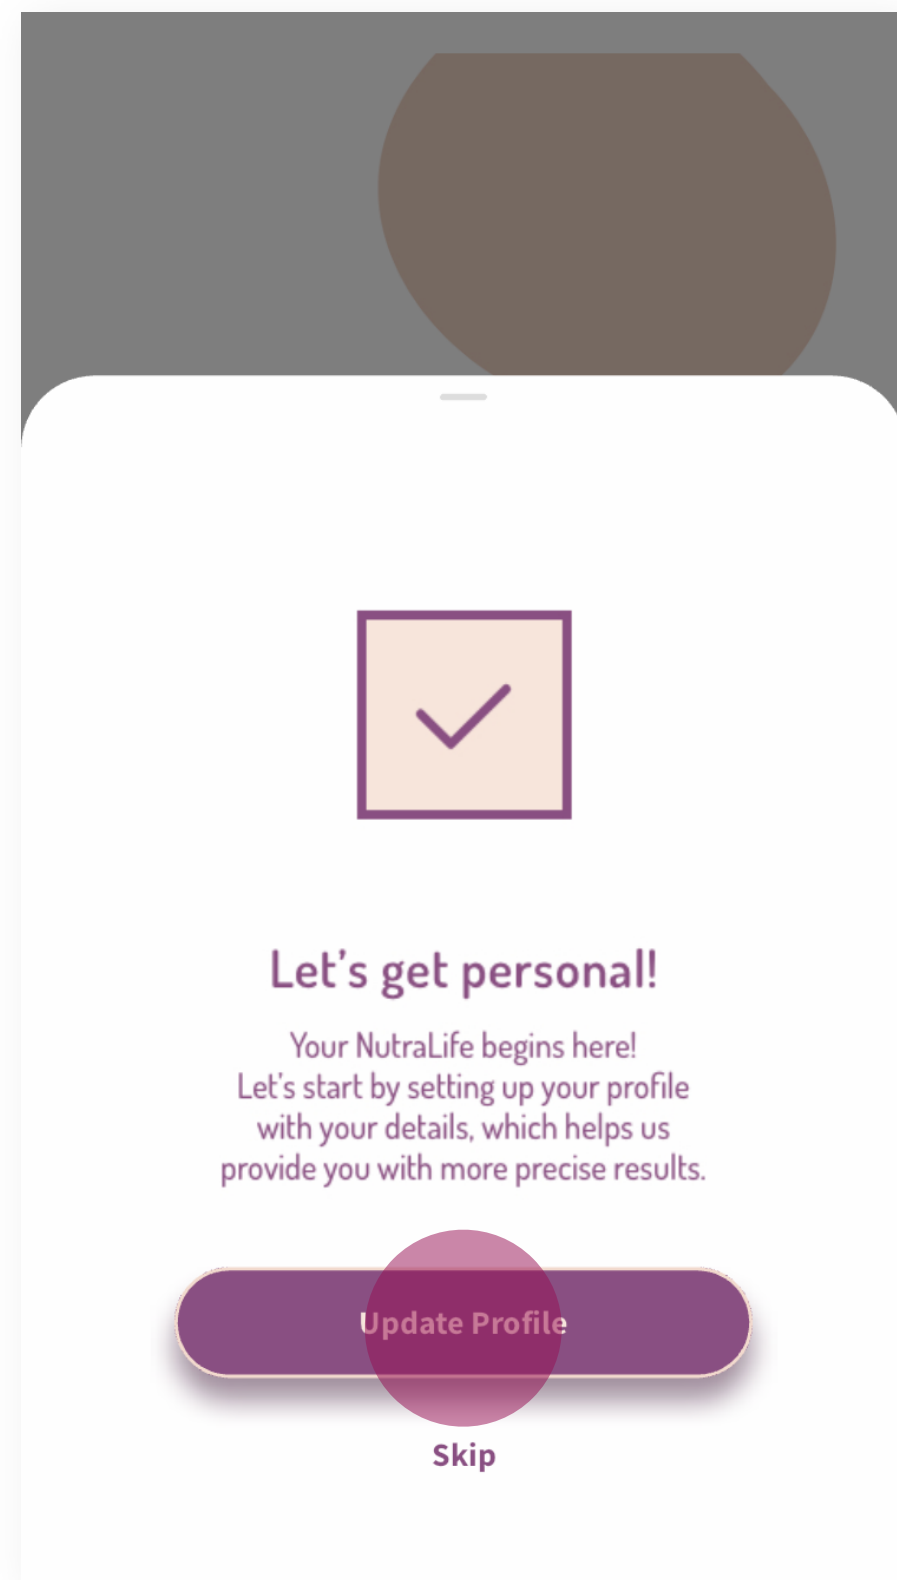 Let’s get personal!
Your NutraLife begins here!
Let’s start by setting up your profile
with your details, which helps us
provide you with more precise results.
Update Profile
Skip